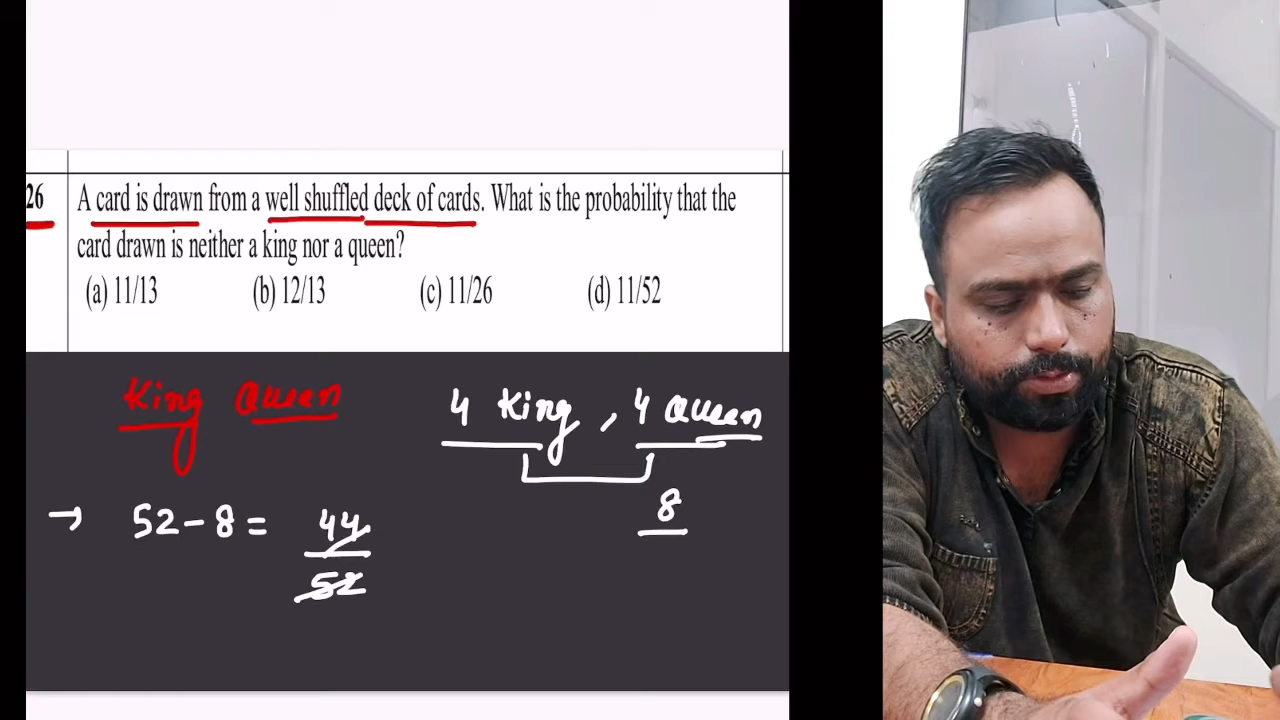 26 A card is drawn from a well shuffled deck of cards. What is the probability that the
card drawn is neither a king nor a queen?
(a) 11/13 (b) 12/13 (c) 11/26 (d) 11/52
King Queen 4 King, 4 Queen
8
→ 52-8= 44
52